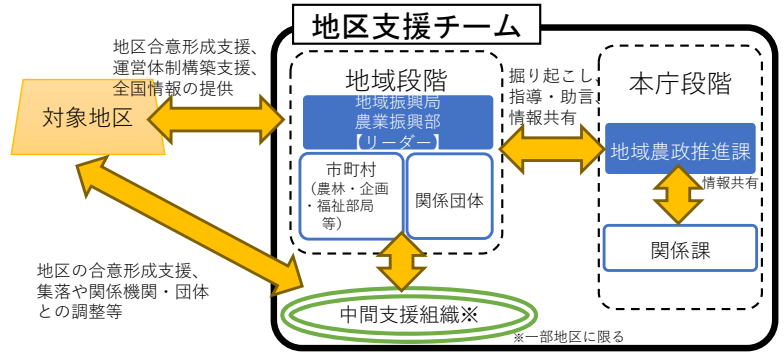 地区支援チーム
地区合意形成支援、
運営体制構築支援、
全国情報の提供
対象地区
地域段階
地域振興局
農業振興部
【リーダー】
市町村
（農林・企画
・福祉部局
等）
関係団体
掘り起こし、
指導・助言、
情報共有
本庁段階
地域農政推進課
情報共有
関係課
地区の合意形成支援、
集落や関係機関・団体
との調整等
中間支援組織※
※一部地区に限る